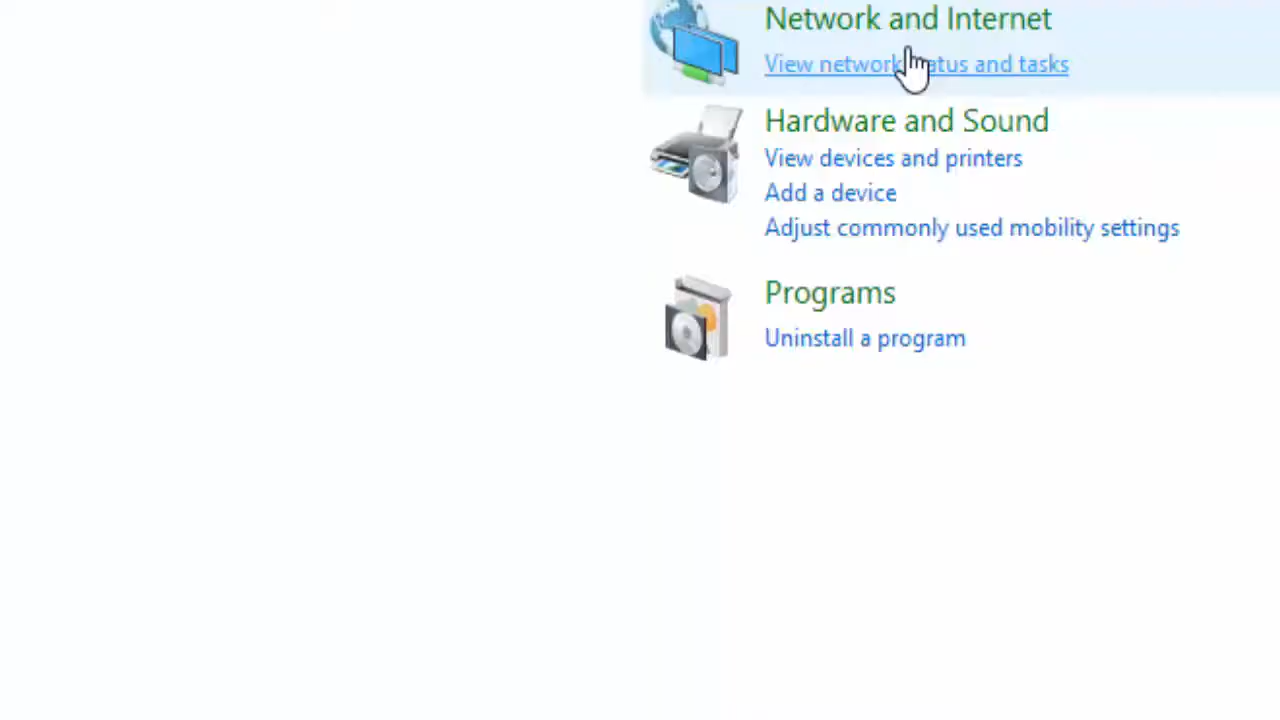 Network and Internet
View network status and tasks
Hardware and Sound
View devices and printers
Add a device
Adjust commonly used mobility settings
Programs
Uninstall a program